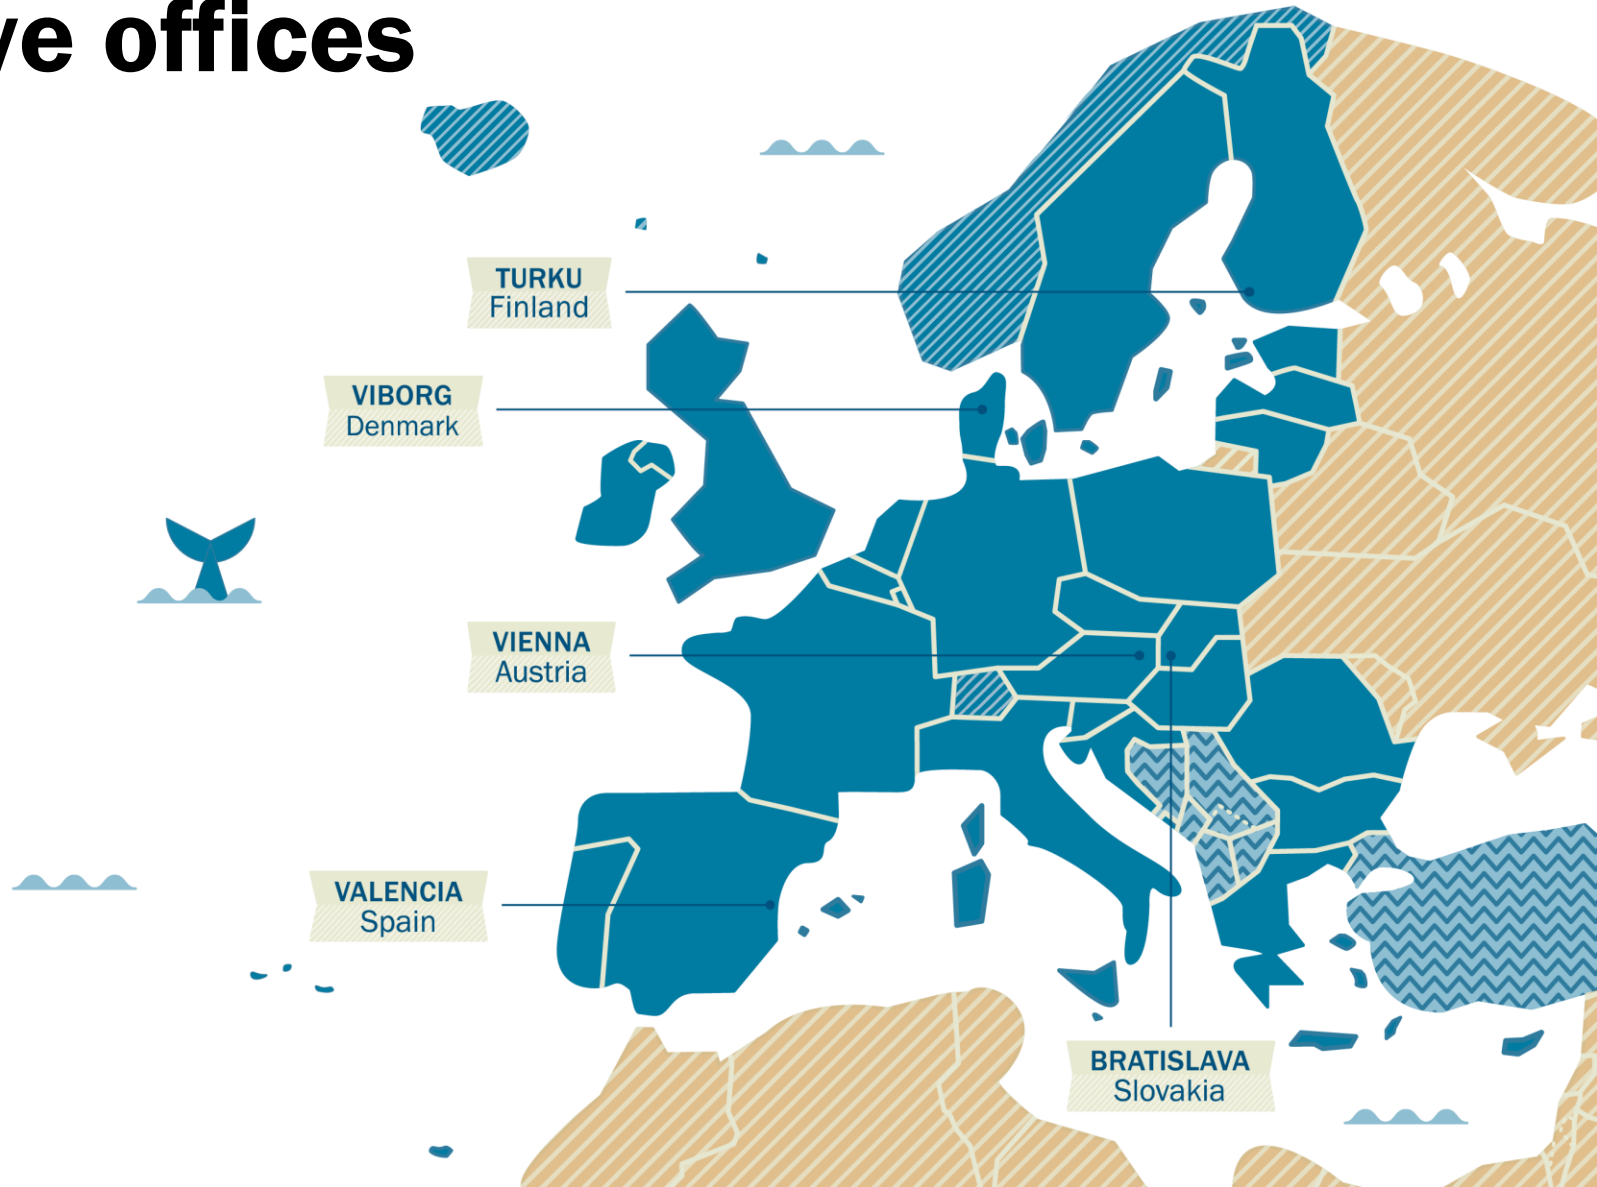 ve offices
TURKU
Finland
VIBORG
Denmark
VIENNA
Austria
VALENCIA
Spain
BRATISLAVA
Slovakia